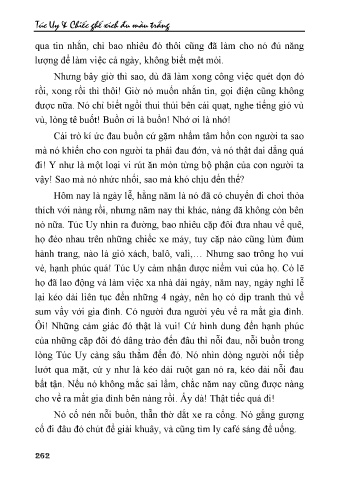 Túc Uy & Chiếc ghế xích đu màu trắng
qua tin nhắn, chỉ bao nhiêu đó thôi cũng đã làm cho nó đủ năng
lượng để làm việc cả ngày, không biết mệt mỏi.
Nhưng bây giờ thì sao, dù đã làm xong công việc quét dọn đó
rồi, xong rồi thì thôi! Giờ nó muốn nhắn tin, gọi điện cũng không
được nữa. Nó chỉ biết ngồi thui thủi bên cái quạt, nghe tiếng gió vù
vù, lòng tê buốt! Buồn ơi là buồn! Nhớ ơi là nhớ!
Cái trò kí ức đau buồn cứ gặm nhấm tâm hồn con người ta sao
mà nó khiến cho con người ta phải đau đớn, và nó thật dai dẳng quá
đi! Y như là một loại vi rút ăn mòn từng bộ phận của con người ta
vậy! Sao mà nó nhức nhối, sao mà khó chịu đến thế?
Hôm nay là ngày lễ, hằng năm là nó đã có chuyến đi chơi thỏa
thích với nàng rồi, nhưng năm nay thì khác, nàng đã không còn bên
nó nữa. Túc Uy nhìn ra đường, bao nhiêu cặp đôi đưa nhau về quê,
họ đèo nhau trên những chiếc xe máy, tuy cặp nào cũng lùm đùm
hành trang, nào là giỏ xách, balô, vali,… Nhưng sao trông họ vui
vẻ, hạnh phúc quá! Túc Uy cảm nhận được niềm vui của họ. Có lẽ
họ đã lao động và làm việc xa nhà dài ngày, năm nay, ngày nghỉ lễ
lại kéo dài liên tục đến những 4 ngày, nên họ có dịp tranh thủ về
sum vầy với gia đình. Có người đưa người yêu về ra mắt gia đình.
Ôi! Những cảm giác đó thật là vui! Cứ hình dung đến hạnh phúc
của những cặp đôi đó dâng trào đến đâu thì nỗi đau, nỗi buồn trong
lòng Túc Uy càng sâu thẳm đến đó. Nó nhìn dòng người nối tiếp
lướt qua mặt, cứ y như là kéo dài ruột gan nó ra, kéo dài nỗi đau
bất tận. Nếu nó không mắc sai lầm, chắc năm nay cũng được nàng
cho về ra mắt gia đình bên nàng rồi. Ấy dà! Thật tiếc quá đi!
Nó cố nén nỗi buồn, thẫn thờ dắt xe ra cổng. Nó gắng gượng
cố đi đâu đó chút để giải khuây, và cũng tìm ly café sáng để uống.
262